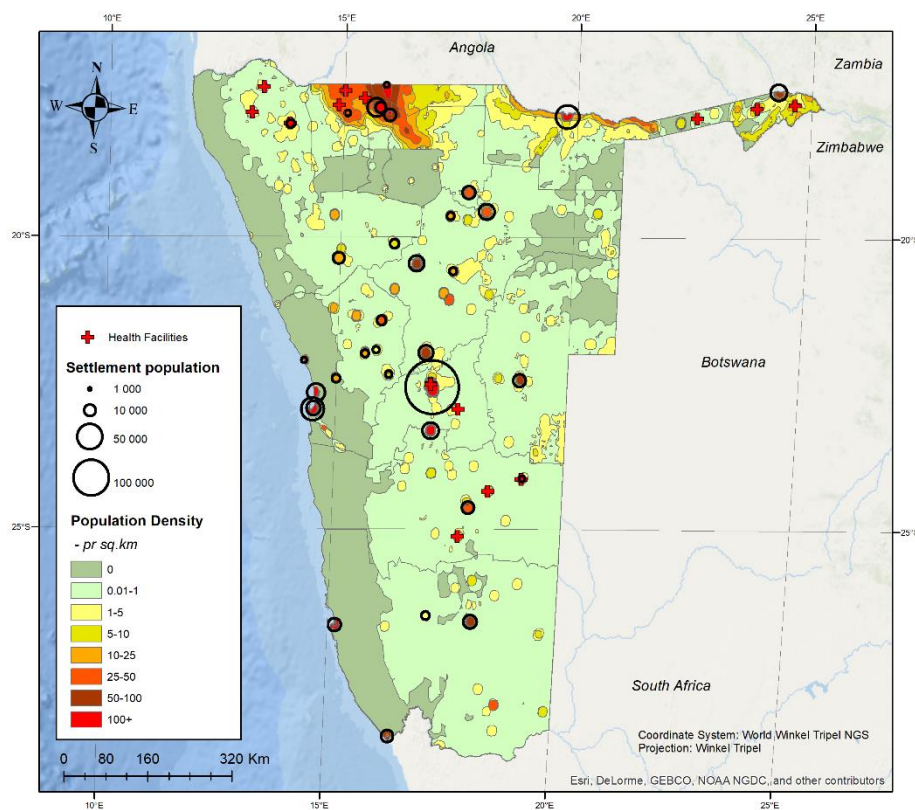 10°E
15°E
20°E
25°E
Angola
Zambia
N
W
E
S
Zimbabwe
20°S
20°S
Health Facilities
Settlement population
1 000
10 000
50 000
100 000
Botswana
Population Density
- pr sq.km
0
0.01-1
1-5
5-10
10-25
25-50
50-100
100+
25°S
25°S
South Africa
Coordinate System: World Winkel Tripel NGS
Projection: Winkel Tripel
0 80 160 320 Km
Esri, DeLorme, GEBCO, NOAA NGDC, and other contributors
10°E
15°E
20°E
25°E